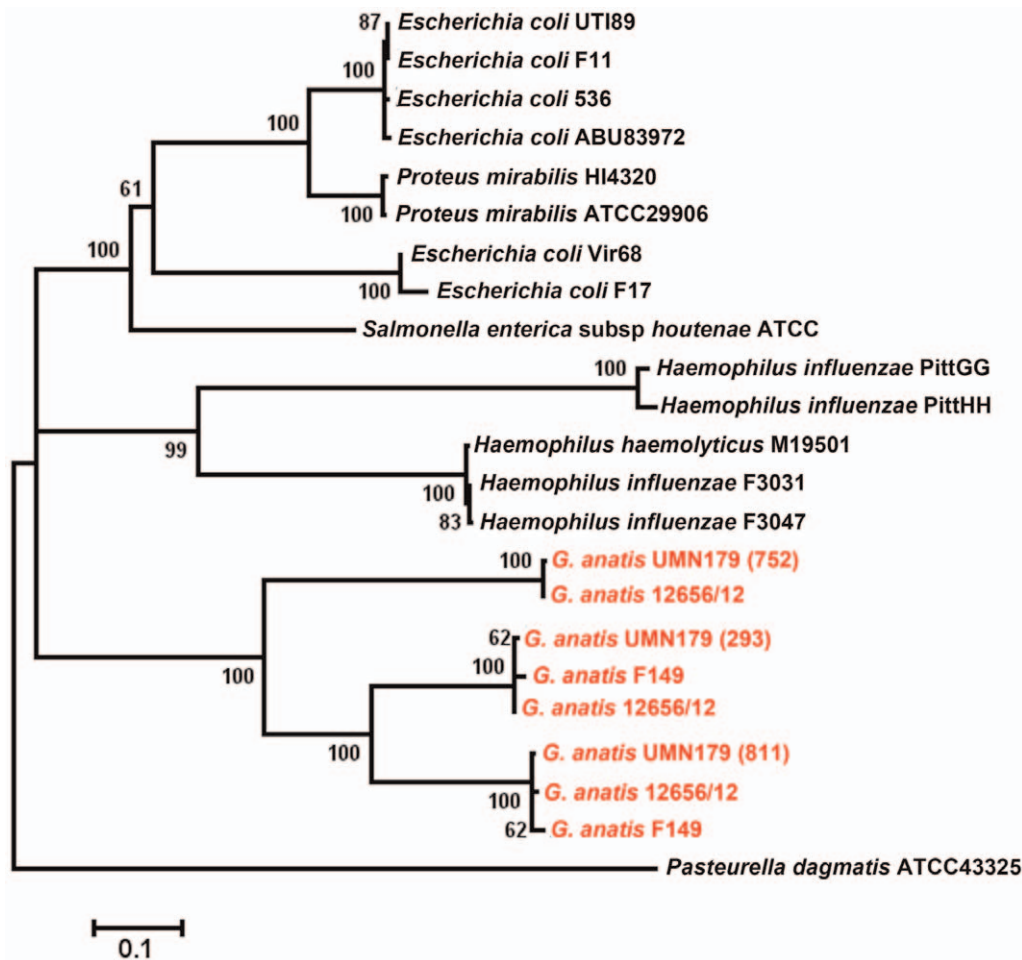 87
Escherichia coli UTI89
Escherichia coli F11
100
Escherichia coli 536
100
Escherichia coli ABU83972
Proteus mirabilis HI4320
61
100
Proteus mirabilis ATCC29906
100
Escherichia coli Vir68
100
Escherichia coli F17
Salmonella enterica subsp houtenae ATCC
100
Haemophilus influenzae PittGG
Haemophilus influenzae PittHH
99
Haemophilus haemolyticus M19501
100
Haemophilus influenzae F3031
83
Haemophilus influenzae F3047
100
G. anatis UMN179 (752)
G. anatis 12656/12
62
G. anatis UMN179 (293)
100
100
G. anatis F149
G. anatis 12656/12
100
G. anatis UMN179 (811)
100
G. anatis 12656/12
62
G. anatis F149
Pasteurella dagmatis ATCC43325
0.1